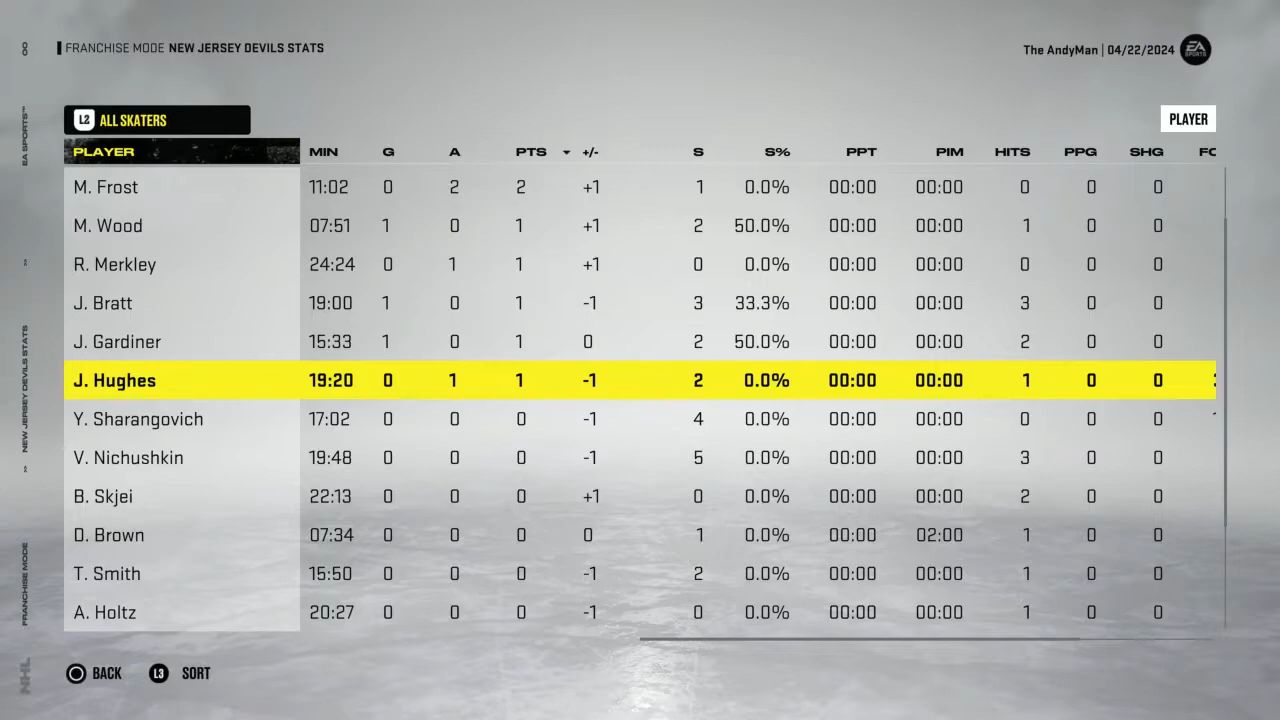 FRANCHISE MODE NEW JERSEY DEVILS STATS
The AndyMan | 04/22/2024 EA SPORTS
L2 ALL SKATERS
PLAYER
PLAYER MIN G A PTS +/- S S% PPT PIM HITS PPG SHG
M. Frost 11:02 0 2 2 +1 1 0.0% 00:00 00:00 0 0 0
M. Wood 07:51 1 0 1 +1 2 50.0% 00:00 00:00 1 0 0
R. Merkley 24:24 0 1 1 +1 0 0.0% 00:00 00:00 0 0 0
J. Bratt 19:00 1 0 1 -1 3 33.3% 00:00 00:00 3 0 0
J. Gardiner 15:33 1 0 1 0 2 50.0% 00:00 00:00 2 0 0
J. Hughes 19:20 0 1 1 -1 2 0.0% 00:00 00:00 1 0 0
Y. Sharangovich 17:02 0 0 0 -1 4 0.0% 00:00 00:00 0 0 0
V. Nichushkin 19:48 0 0 0 -1 5 0.0% 00:00 00:00 3 0 0
B. Skjei 22:13 0 0 0 +1 0 0.0% 00:00 00:00 2 0 0
D. Brown 07:34 0 0 0 0 1 0.0% 00:00 02:00 1 0 0
T. Smith 15:50 0 0 0 -1 2 0.0% 00:00 00:00 1 0 0
A. Holtz 20:27 0 0 0 -1 0 0.0% 00:00 00:00 1 0 0
BACK L3 SORT
EA SPORTS™
NEW JERSEY DEVILS STATS
FRANCHISE MODE
NHL